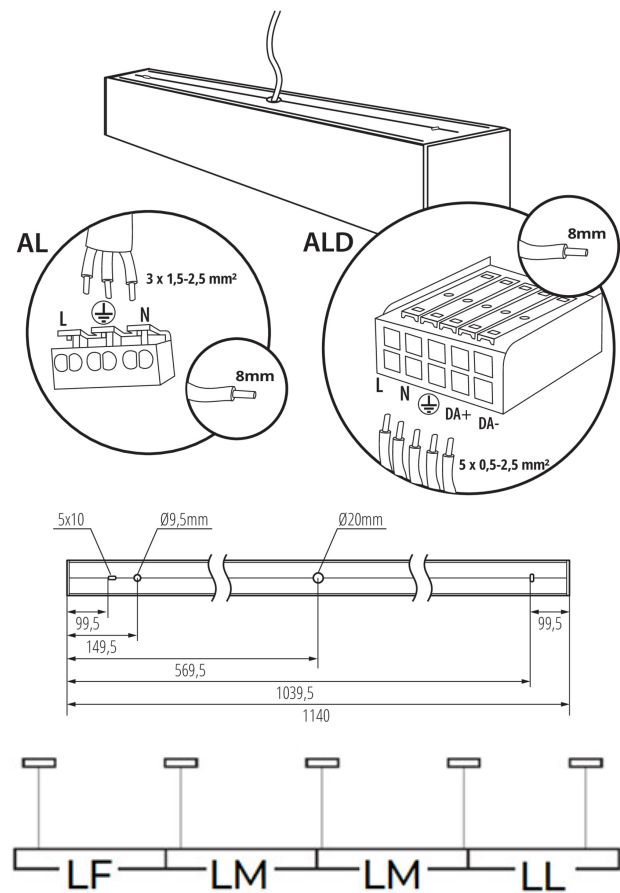 AL
3 x 1,5-2,5 mm²
L
N
8mm
ALD
8mm
L N DA+ DA-
5 x 0,5-2,5 mm²
5x10
Ø9,5mm
Ø20mm
99,5
99,5
149,5
569,5
1039,5
1140
LF LM LM LL